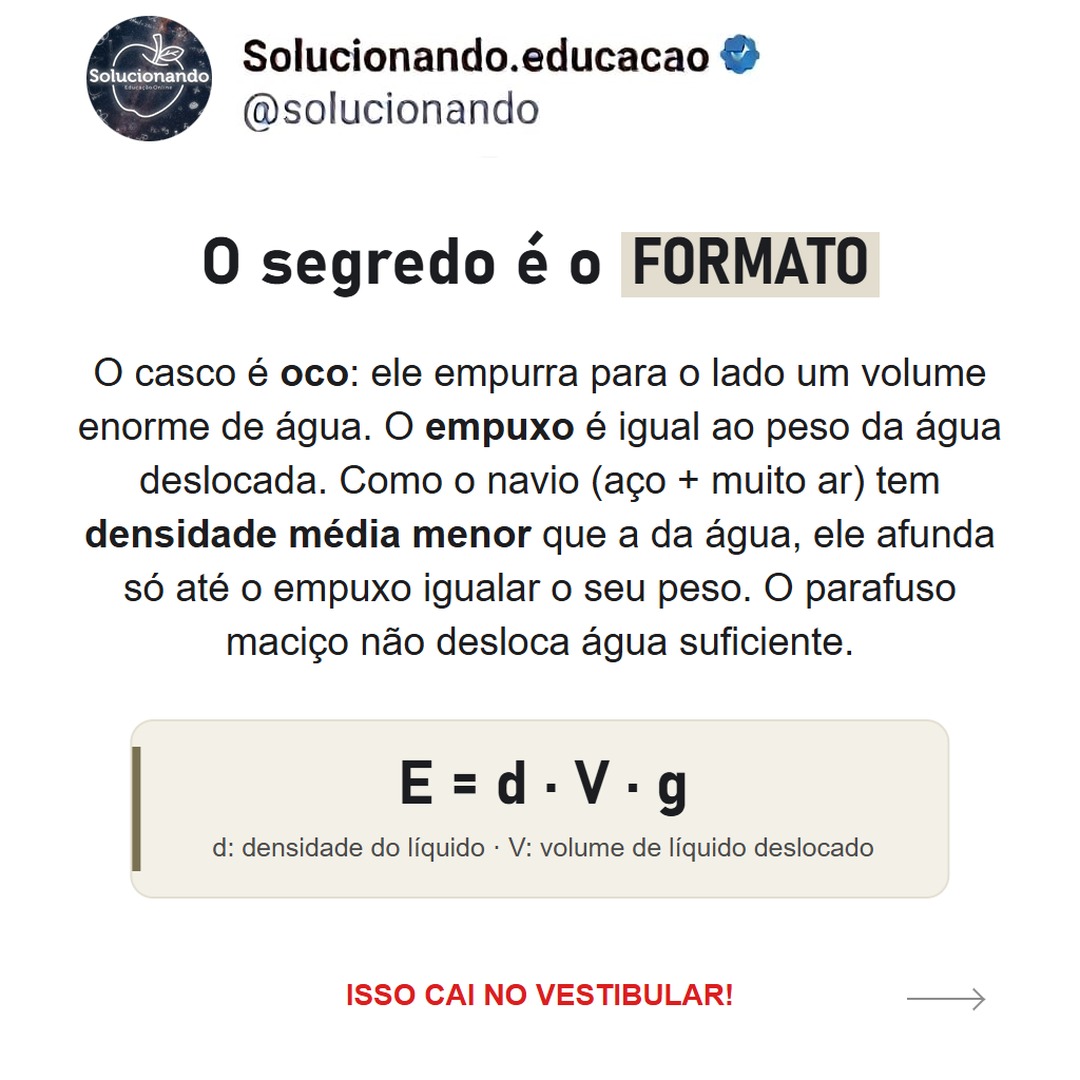 Solucionando
Educação Online
Solucionando.educacao
@solucionando
O segredo é o FORMATO
O casco é oco: ele empurra para o lado um volume
enorme de água. O empuxo é igual ao peso da água
deslocada. Como o navio (aço + muito ar) tem
densidade média menor que a da água, ele afunda
só até o empuxo igualar o seu peso. O parafuso
maciço não desloca água suficiente.
E = d · V · g
d: densidade do líquido · V: volume de líquido deslocado
ISSO CAI NO VESTIBULAR!